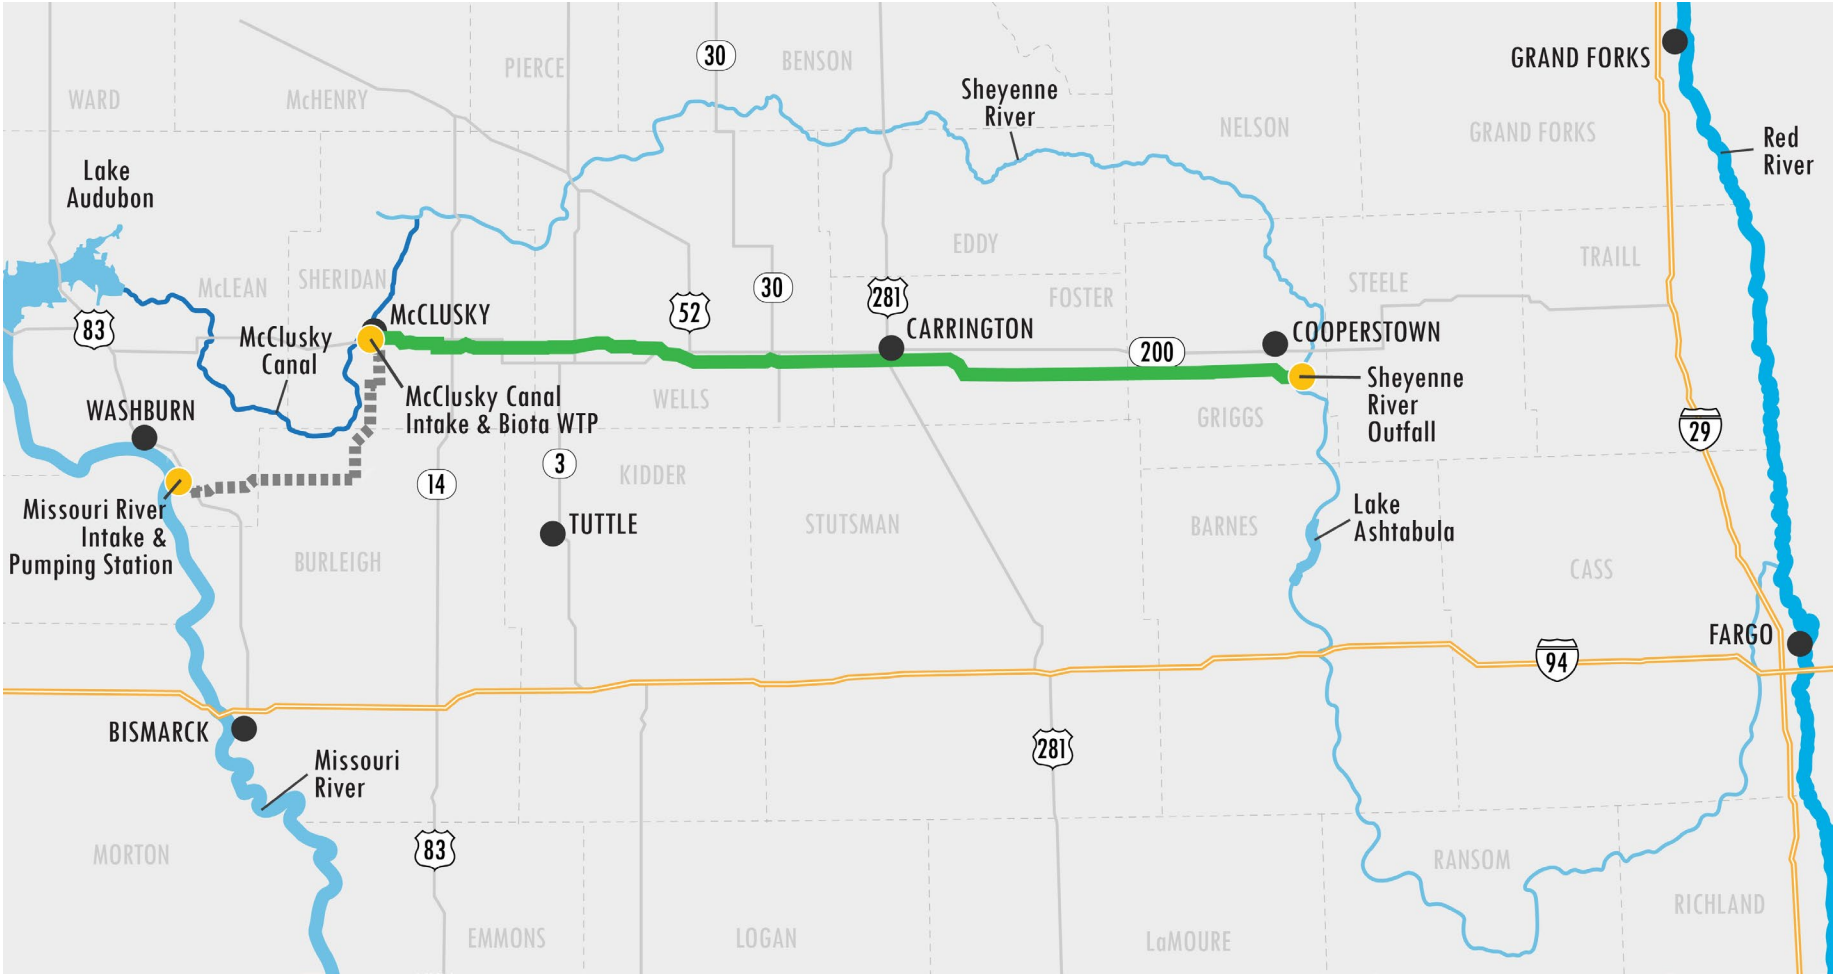 30
PIERCE
BENSON
GRAND FORKS
WARD
McHENRY
Sheyenne
River
NELSON
GRAND FORKS
Red
River
Lake
Audubon
EDDY
TRAILL
McLEAN
SHERIDAN
STEELE
30
281
FOSTER
52
83
McCLUSKY
CARRINGTON
COOPERSTOWN
McClusky
Canal
200
Sheyenne
River
Outfall
McClusky Canal
Intake & Biota WTP
WELLS
GRIGGS
WASHBURN
29
3
KIDDER
14
Missouri River
Intake &
Pumping Station
TUTTLE
STUTSMAN
BARNES
Lake
Ashtabula
BURLEIGH
CASS
FARGO
94
BISMARCK
281
Missouri
River
83
MORTON
RANSOM
RICHLAND
EMMONS
LOGAN
LaMOURE